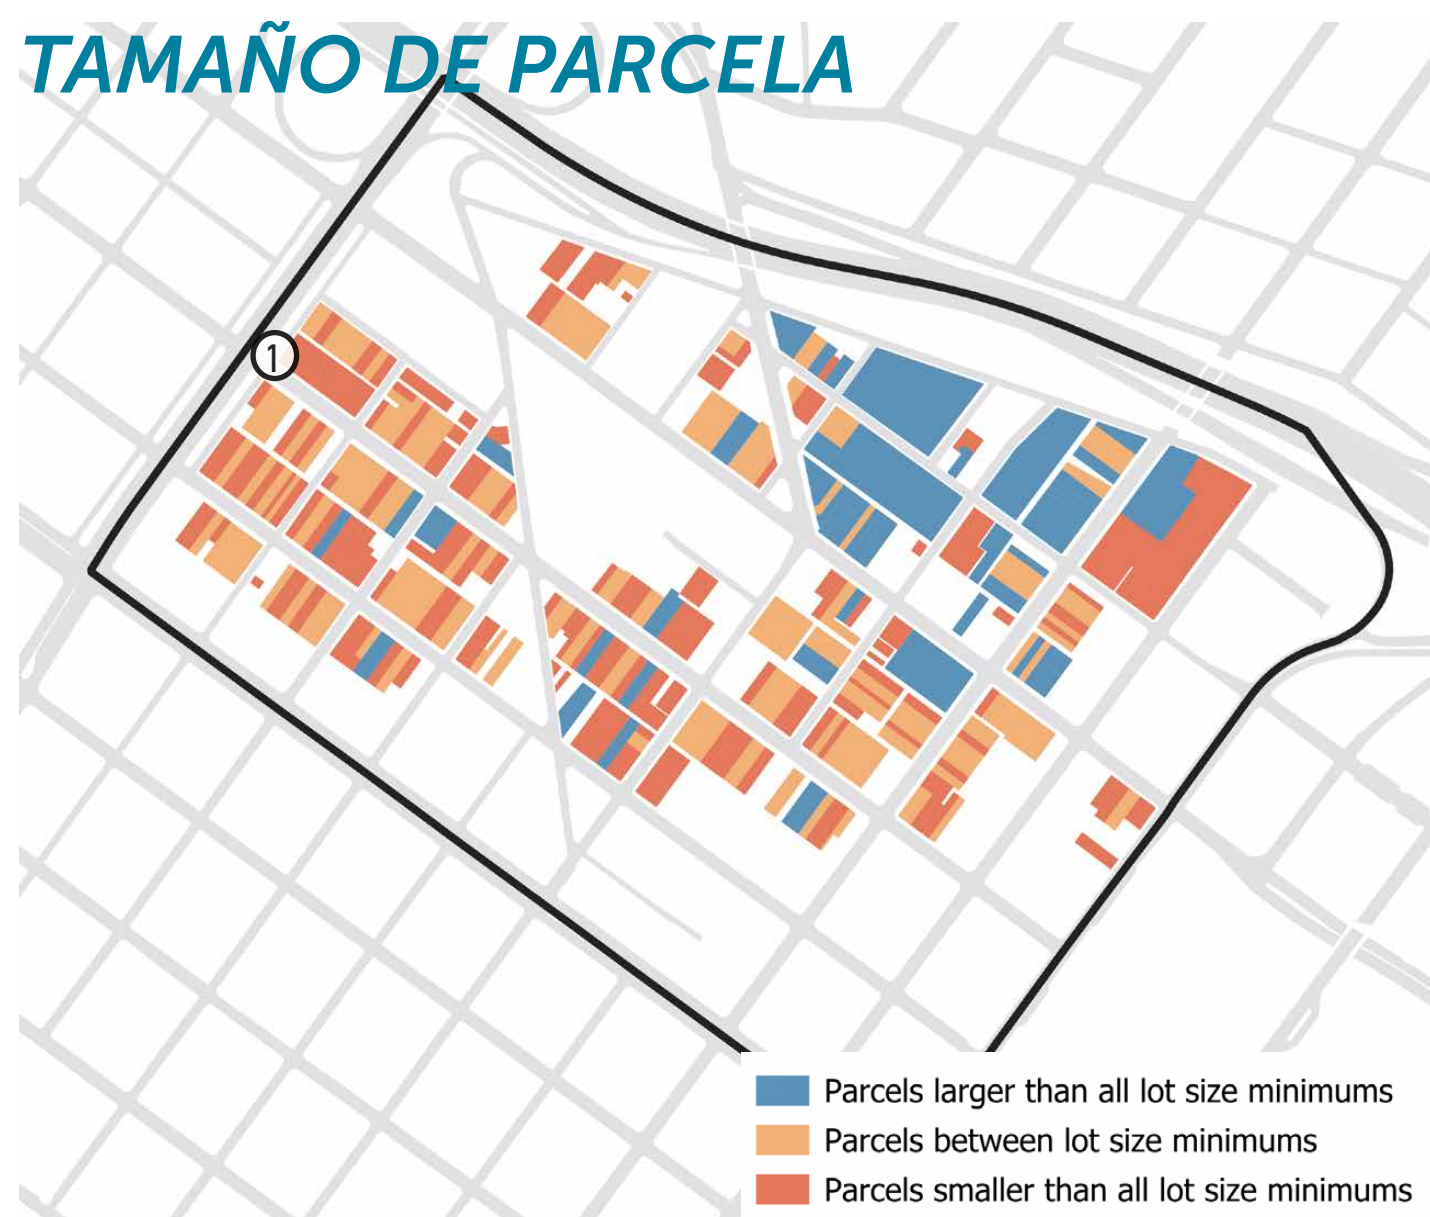 TAMAÑO DE PARCELA
1
Parcels larger than all lot size minimums
Parcels between lot size minimums
Parcels smaller than all lot size minimums